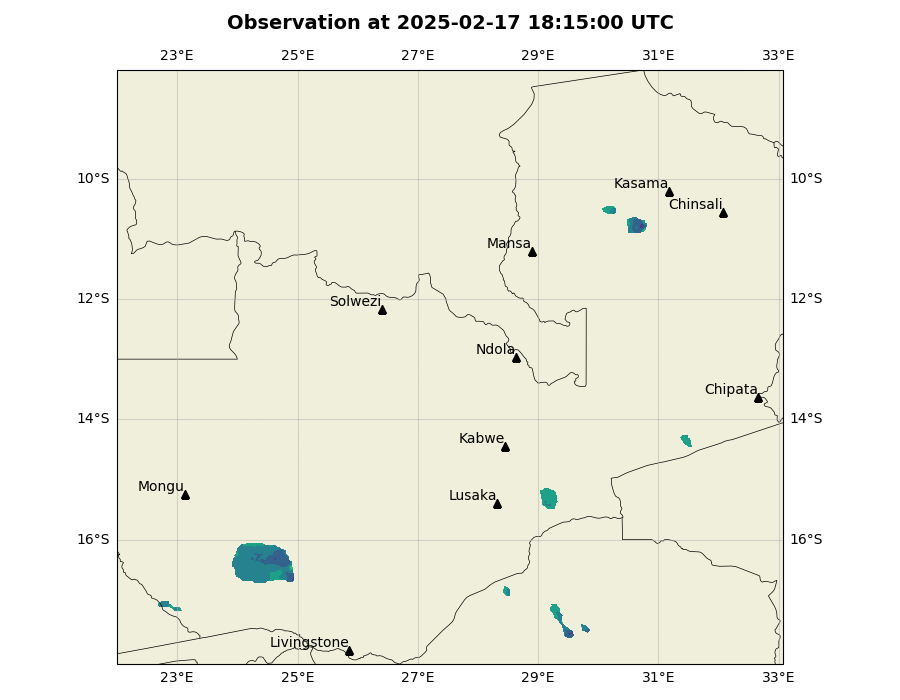 Observation at 2025-02-17 18:15:00 UTC
23°E 25°E 27°E 29°E 31°E 33°E
10°S 10°S
Kasama
Chinsali
Mansa
12°S 12°S
Solwezi
Ndola
Chipata
14°S 14°S
Kabwe
Mongu
Lusaka
16°S 16°S
Livingstone
23°E 25°E 27°E 29°E 31°E 33°E